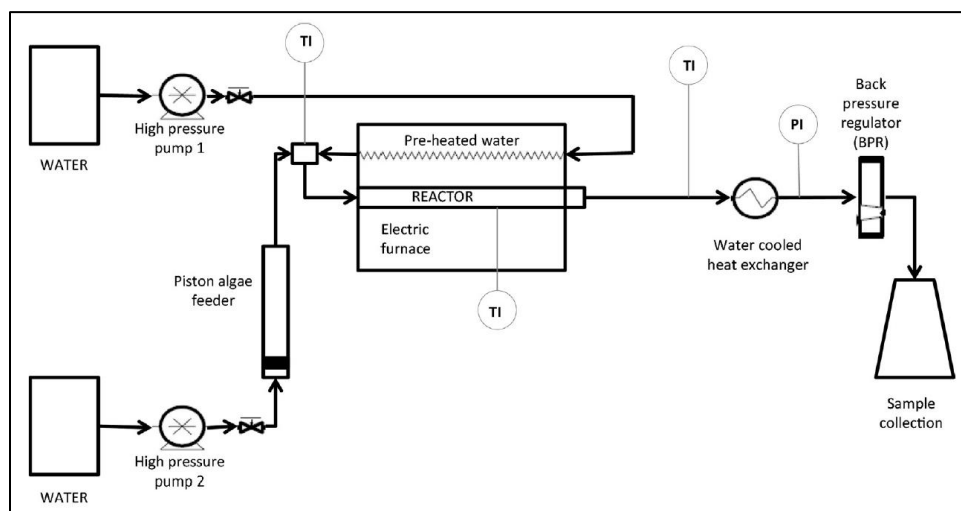 TI
TI
Back
pressure
regulator
(BPR)
Pre-heated water
PI
High pressure
pump 1
WATER
REACTOR
Electric
furnace
Water cooled
heat exchanger
Piston algae
feeder
TI
High pressure
pump 2
WATER
Sample
collection